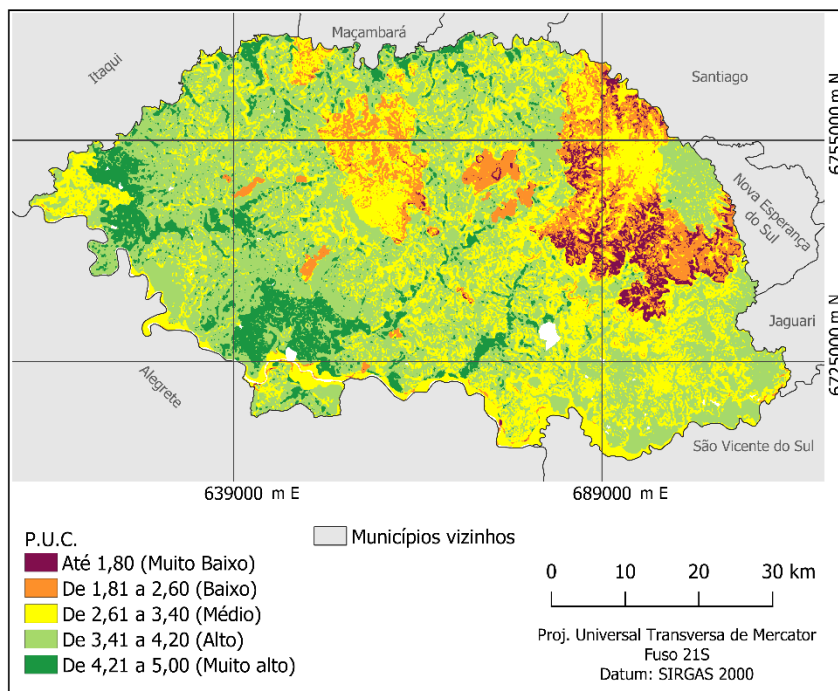 Maçambará
Itaqui
Santiago
6755000 m N
Nova Esperança
do Sul
Jaguari
6725000 m N
Alegrete
São Vicente do Sul
639000 m E
689000 m E
P.U.C.
Até 1,80 (Muito Baixo)
De 1,81 a 2,60 (Baixo)
De 2,61 a 3,40 (Médio)
De 3,41 a 4,20 (Alto)
De 4,21 a 5,00 (Muito alto)
Municípios vizinhos
0 10 20 30 km
Proj. Universal Transversa de Mercator
Fuso 21S
Datum: SIRGAS 2000